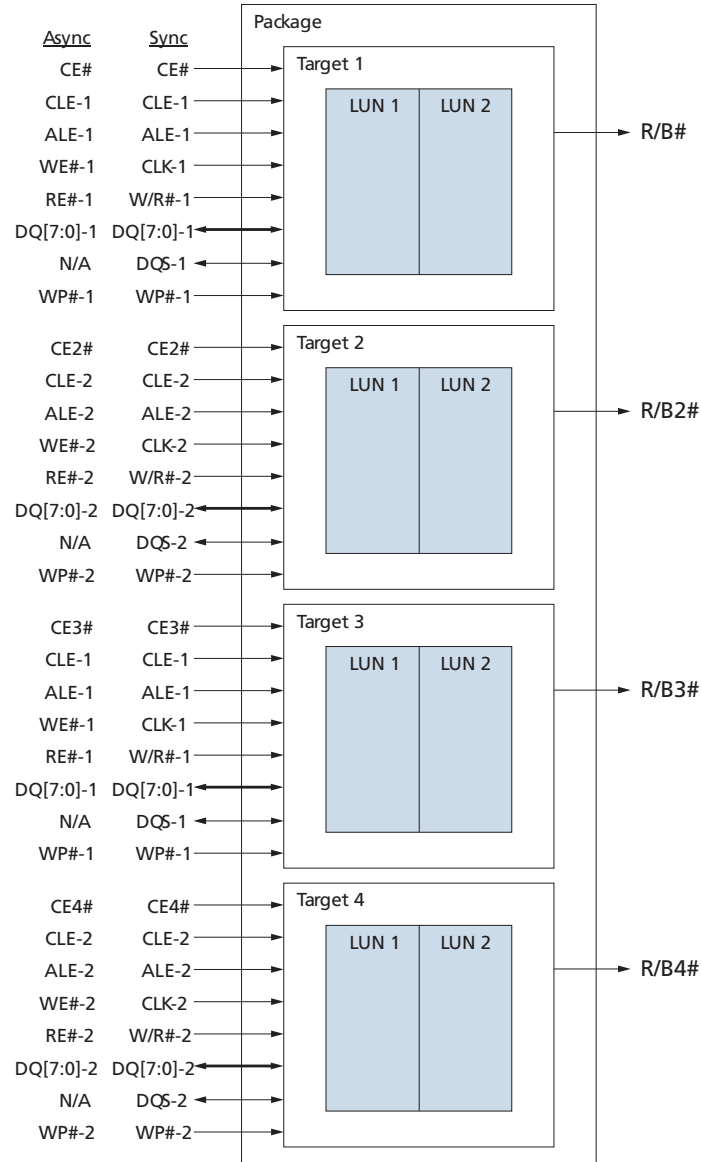 Package
Async Sync
Target 1
CE# CE#
CLE-1 CLE-1 LUN 1 LUN 2
ALE-1 ALE-1 R/B#
WE#-1 CLK-1
RE#-1 W/R#-1
DQ[7:0]-1 DQ[7:0]-1
N/A DQS-1
WP#-1 WP#-1
Target 2
CE2# CE2#
CLE-2 CLE-2 LUN 1 LUN 2
ALE-2 ALE-2 R/B2#
WE#-2 CLK-2
RE#-2 W/R#-2
DQ[7:0]-2 DQ[7:0]-2
N/A DQS-2
WP#-2 WP#-2
Target 3
CE3# CE3#
CLE-1 CLE-1 LUN 1 LUN 2
ALE-1 ALE-1 R/B3#
WE#-1 CLK-1
RE#-1 W/R#-1
DQ[7:0]-1 DQ[7:0]-1
N/A DQS-1
WP#-1 WP#-1
Target 4
CE4# CE4#
CLE-2 CLE-2 LUN 1 LUN 2
ALE-2 ALE-2 R/B4#
WE#-2 CLK-2
RE#-2 W/R#-2
DQ[7:0]-2 DQ[7:0]-2
N/A DQS-2
WP#-2 WP#-2